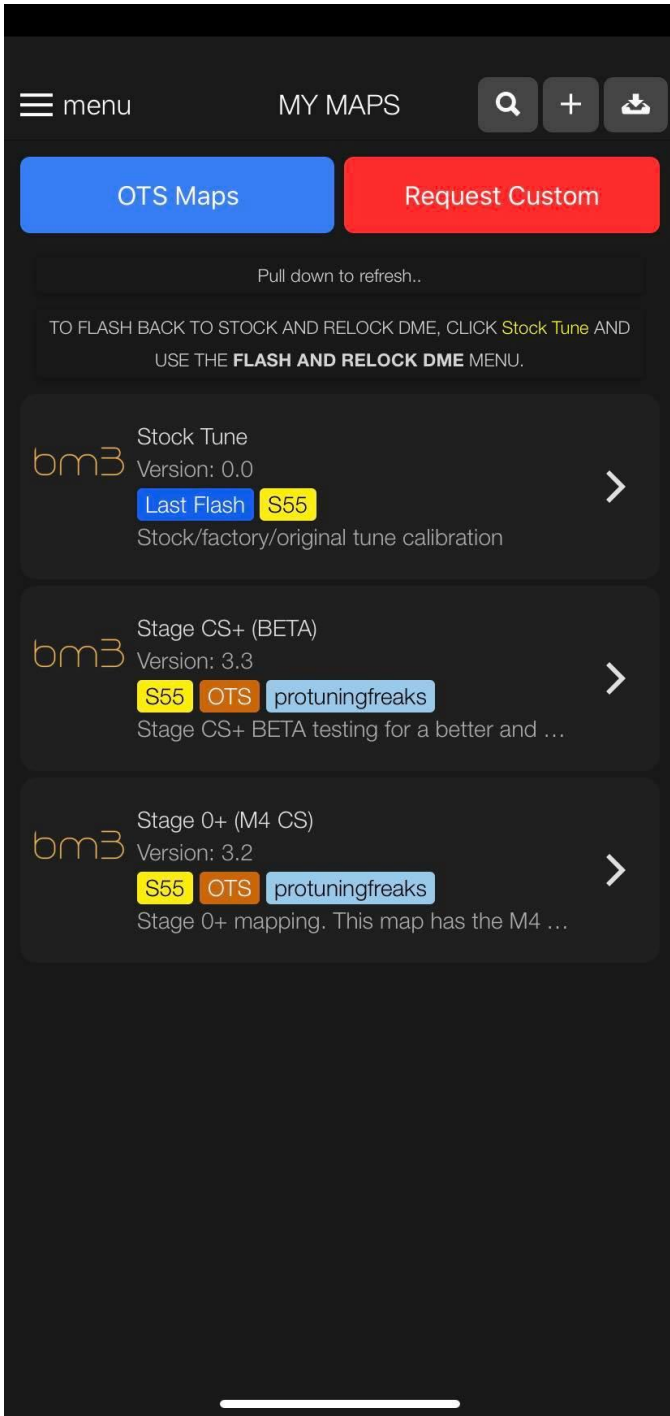 menu
MY MAPS
OTS Maps
Request Custom
Pull down to refresh..
TO FLASH BACK TO STOCK AND RELOCK DME, CLICK Stock Tune AND
USE THE FLASH AND RELOCK DME MENU.
bm3
Stock Tune
Version: 0.0
Last Flash S55
Stock/factory/original tune calibration
bm3
Stage CS+ (BETA)
Version: 3.3
S55 OTS protuningfreaks
Stage CS+ BETA testing for a better and ...
bm3
Stage 0+ (M4 CS)
Version: 3.2
S55 OTS protuningfreaks
Stage 0+ mapping. This map has the M4 ...